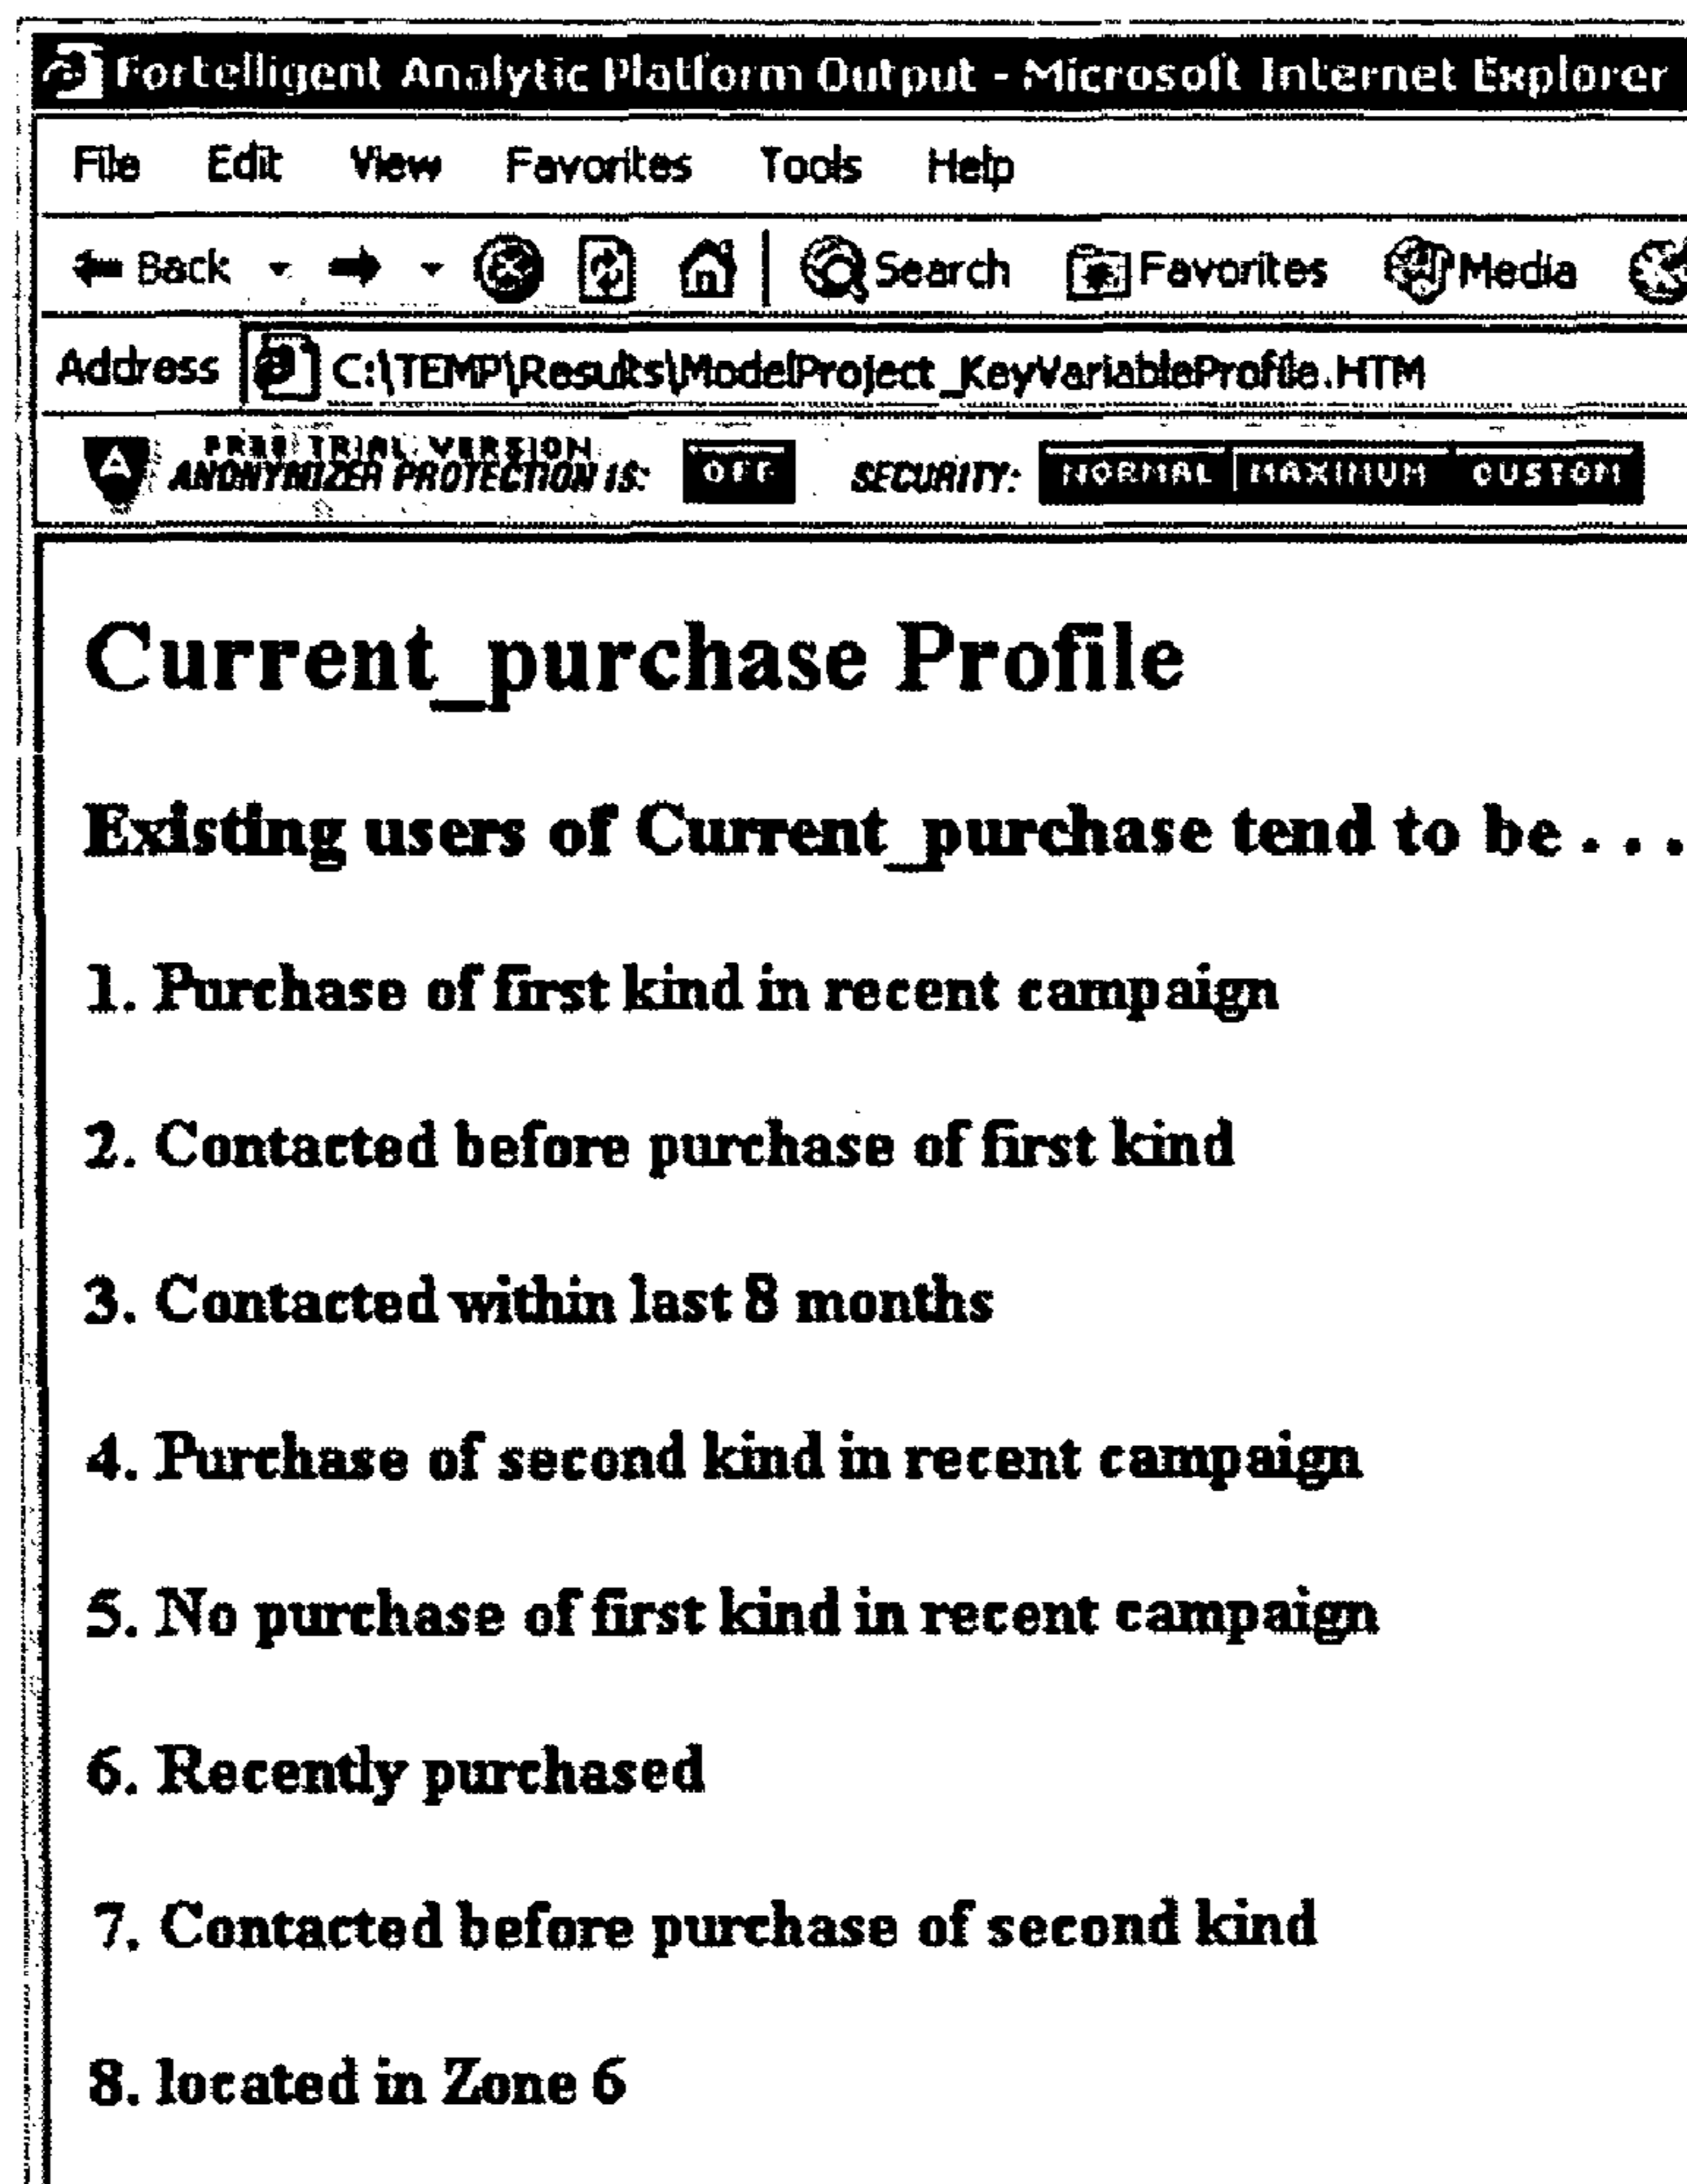 Fortelligent Analytic Platform Output - Microsoft Internet Explorer
File Edit View Favorites Tools Help
Back Search Favorites Media
Address C:\TEMP\Results\ModelProject_KeyVariableProfile.HTM
FREE TRIAL VERSION
ANONYMIZER PROTECTION IS: OFF SECURITY: NORMAL MAXIMUM CUSTOM
Current_purchase Profile
Existing users of Current_purchase tend to be . . .
1. Purchase of first kind in recent campaign
2. Contacted before purchase of first kind
3. Contacted within last 8 months
4. Purchase of second kind in recent campaign
5. No purchase of first kind in recent campaign
6. Recently purchased
7. Contacted before purchase of second kind
8. located in Zone 6